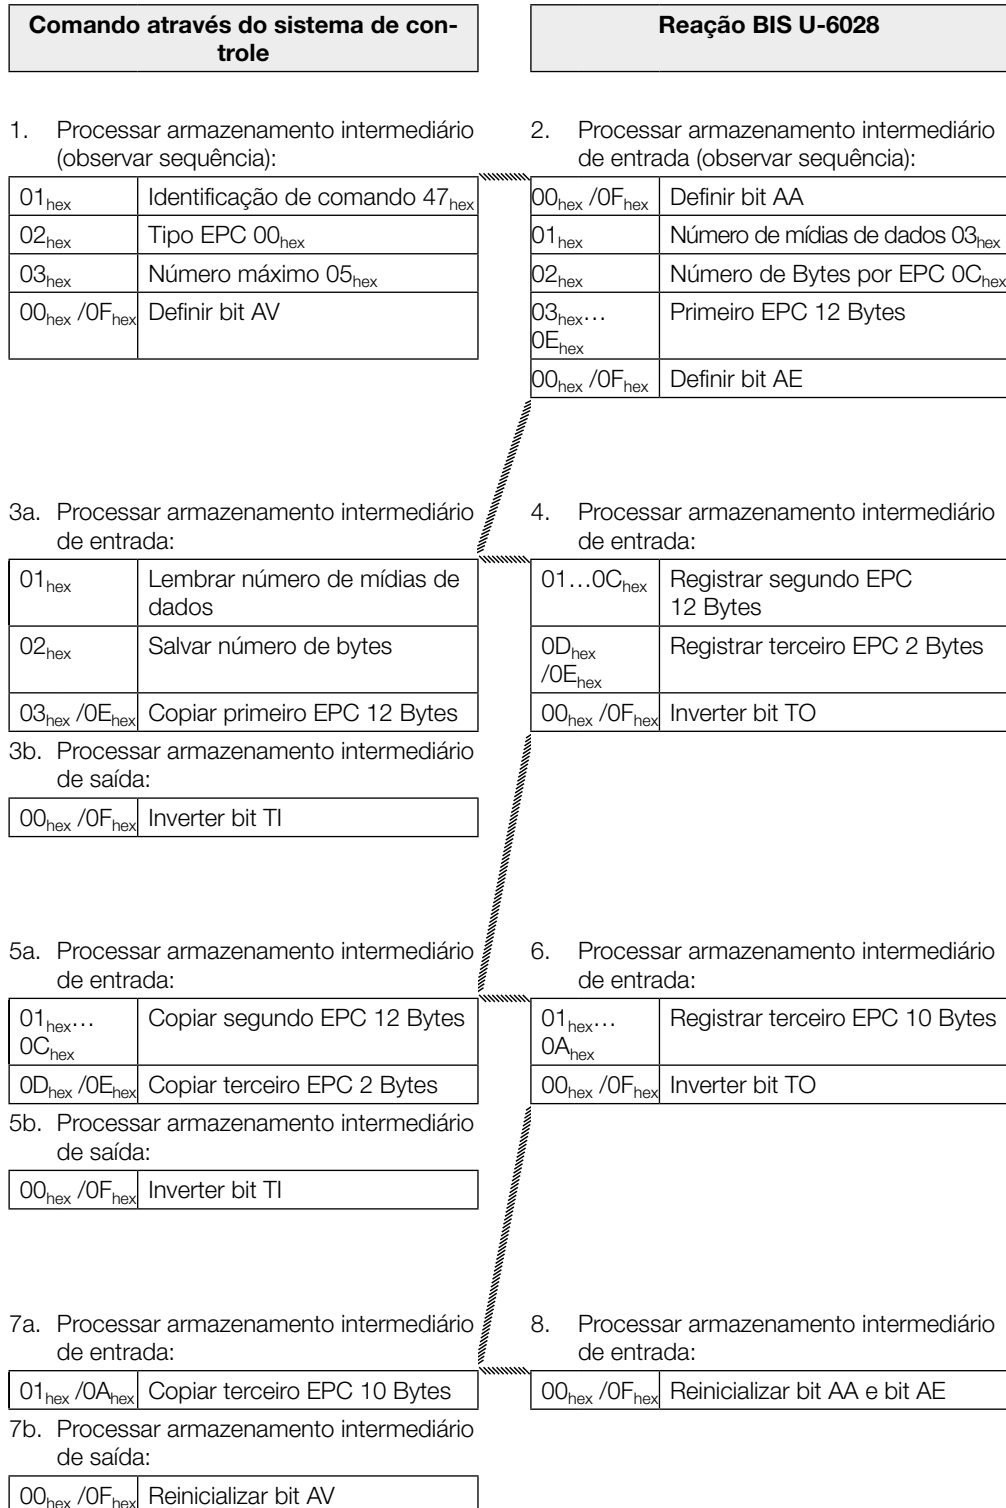 Comando através do sistema de con-
trole
Reação BIS U-6028
1. Processar armazenamento intermediário
(observar sequência):
01hex Identificação de comando 47hex
02hex Tipo EPC 00hex
03hex Número máximo 05hex
00hex /0Fhex Definir bit AV
2. Processar armazenamento intermediário
de entrada (observar sequência):
00hex /0Fhex Definir bit AA
01hex Número de mídias de dados 03hex
02hex Número de Bytes por EPC 0Chex
03hex… Primeiro EPC 12 Bytes
0Ehex
00hex /0Fhex Definir bit AE
3a. Processar armazenamento intermediário
de entrada:
01hex Lembrar número de mídias de
dados
02hex Salvar número de bytes
03hex /0Ehex Copiar primeiro EPC 12 Bytes
3b. Processar armazenamento intermediário
de saída:
00hex /0Fhex Inverter bit TI
4. Processar armazenamento intermediário
de entrada:
01…0Chex Registrar segundo EPC
12 Bytes
0Dhex Registrar terceiro EPC 2 Bytes
/0Ehex
00hex /0Fhex Inverter bit TO
5a. Processar armazenamento intermediário
de entrada:
01hex… Copiar segundo EPC 12 Bytes
0Chex
0Dhex /0Ehex Copiar terceiro EPC 2 Bytes
5b. Processar armazenamento intermediário
de saída:
00hex /0Fhex Inverter bit TI
6. Processar armazenamento intermediário
de entrada:
01hex… Registrar terceiro EPC 10 Bytes
0Ahex
00hex /0Fhex Inverter bit TO
7a. Processar armazenamento intermediário
de entrada:
01hex /0Ahex Copiar terceiro EPC 10 Bytes
7b. Processar armazenamento intermediário
de saída:
00hex /0Fhex Reinicializar bit AV
8. Processar armazenamento intermediário
de entrada:
00hex /0Fhex Reinicializar bit AA e bit AE